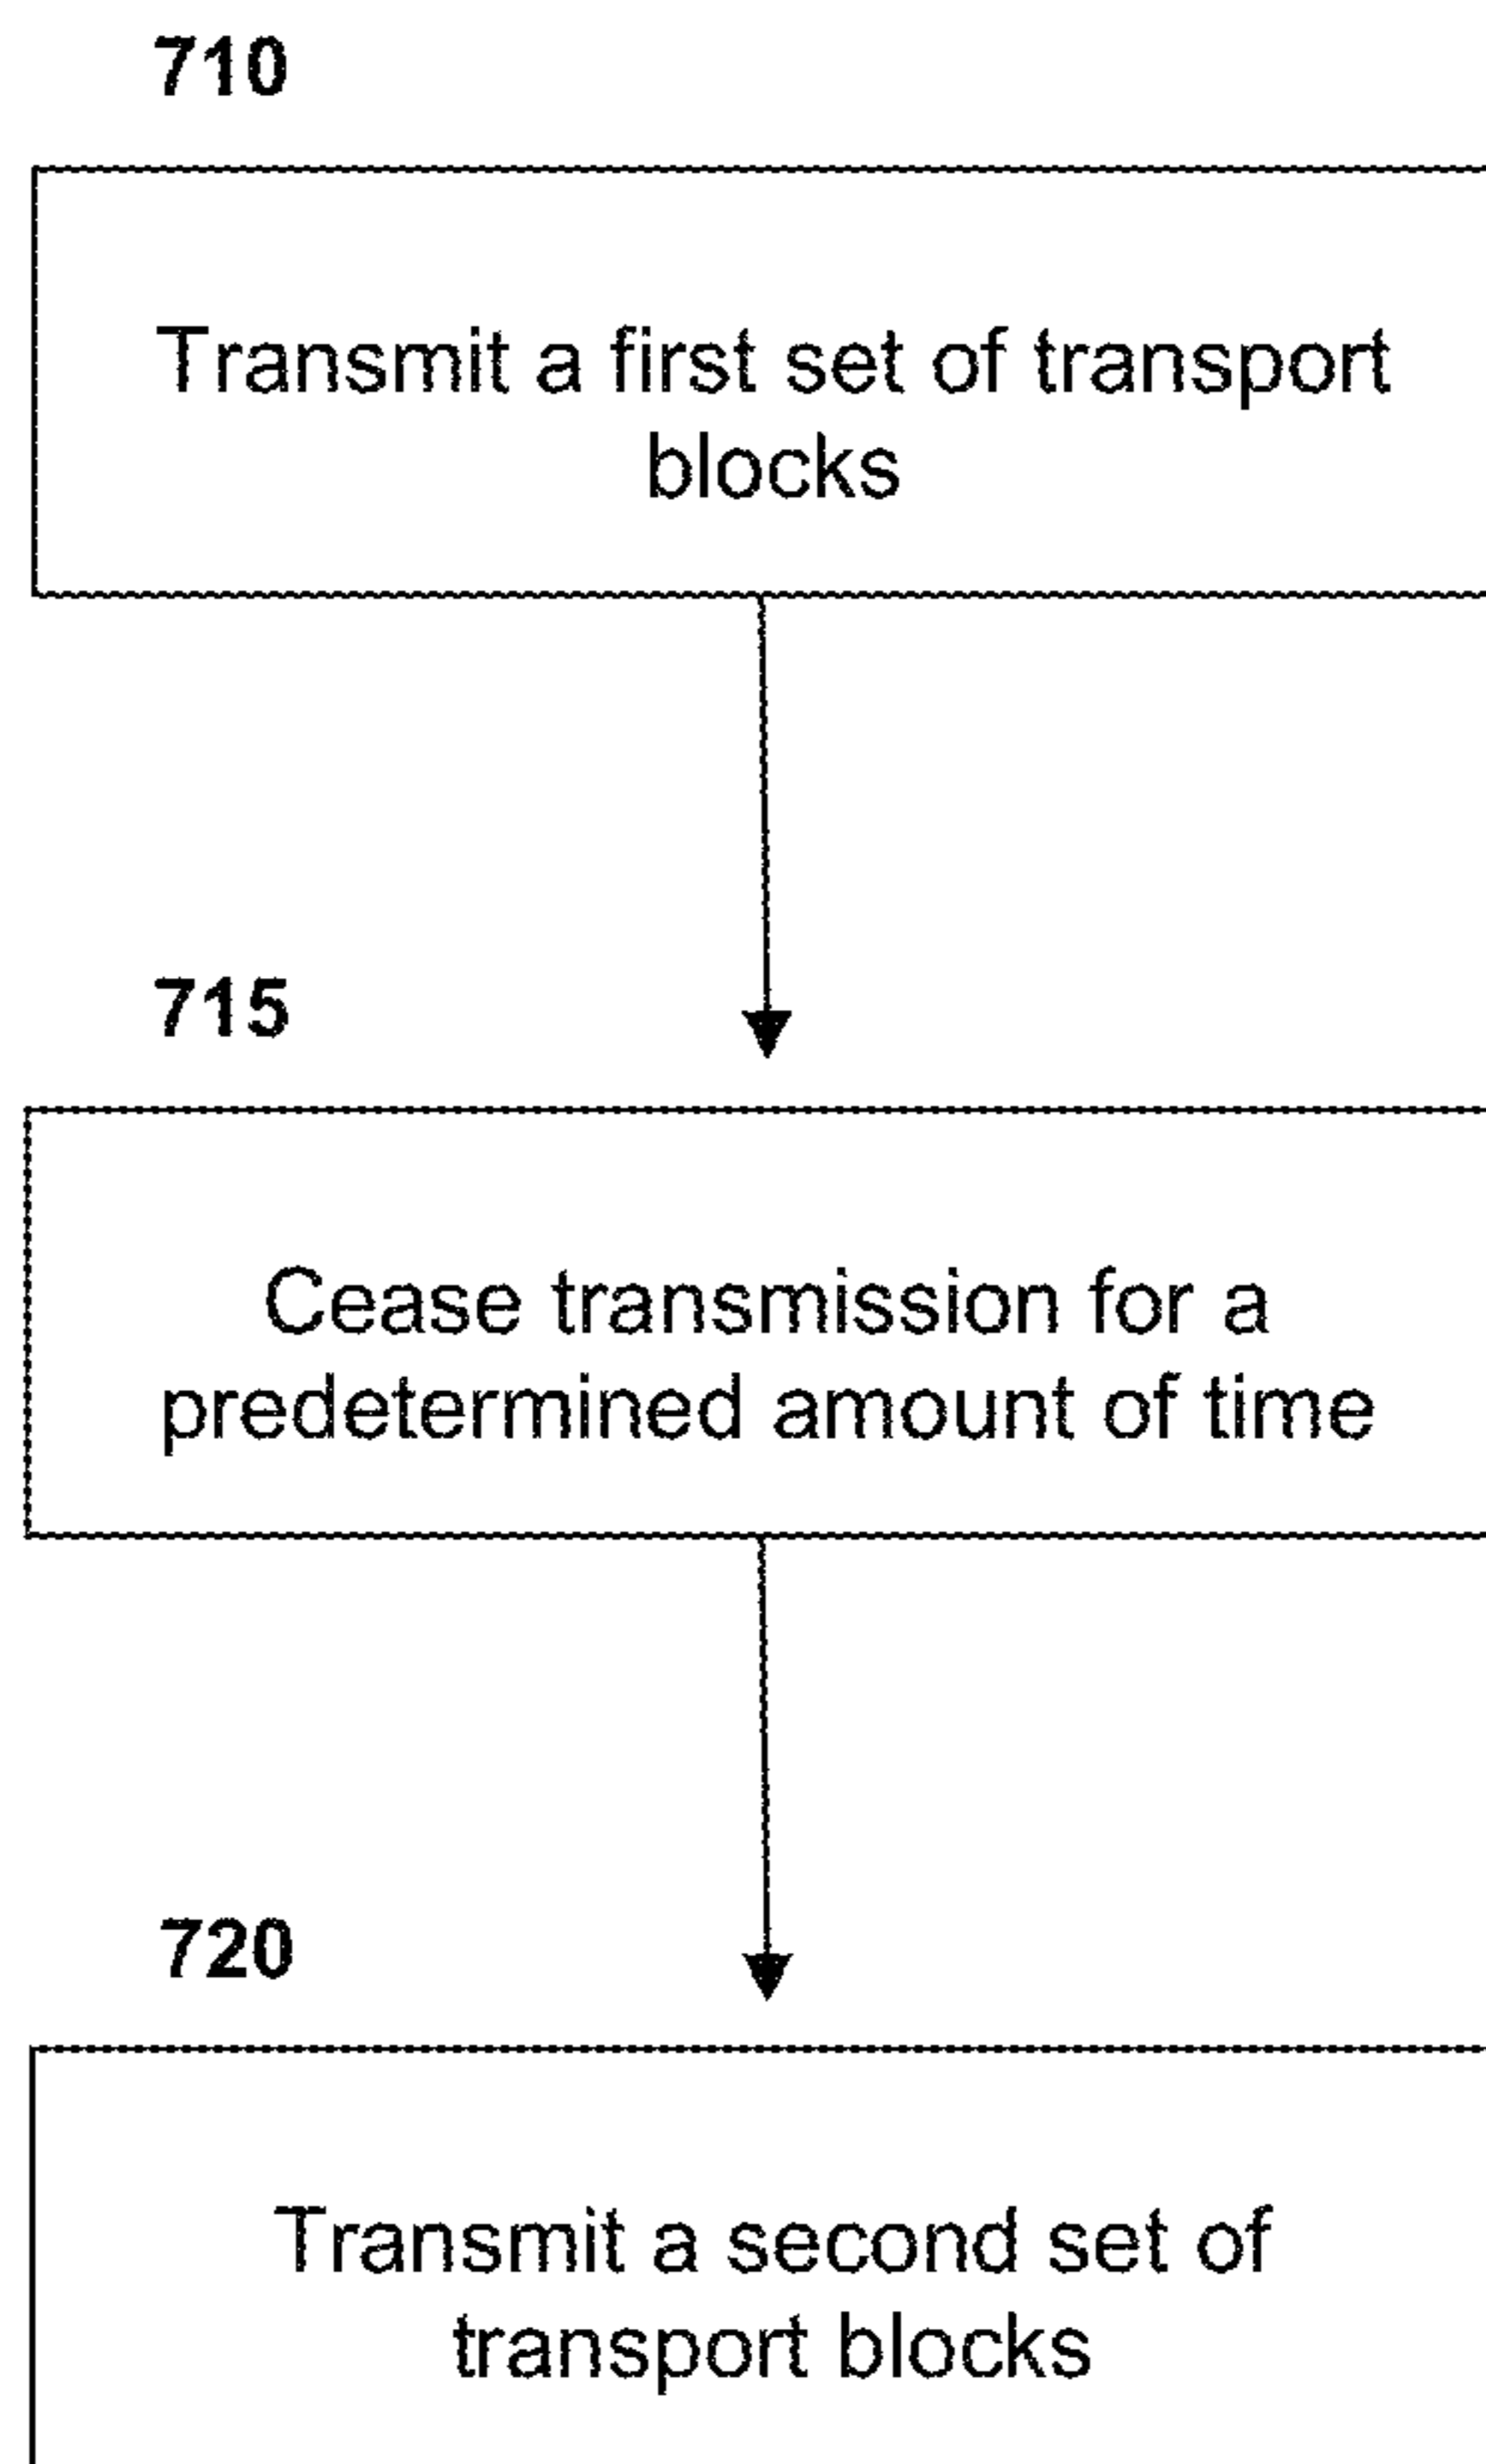 710
Transmit a first set of transport
blocks
715
Cease transmission for a
predetermined amount of time
720
Transmit a second set of
transport blocks